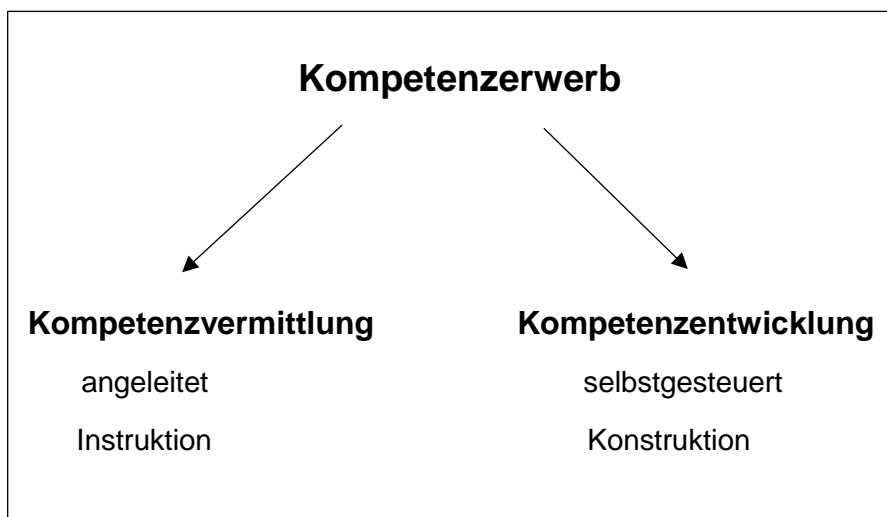 Kompetenzerwerb
Kompetenzvermittlung
angeleitet
Instruktion
Kompetenzentwicklung
selbstgesteuert
Konstruktion